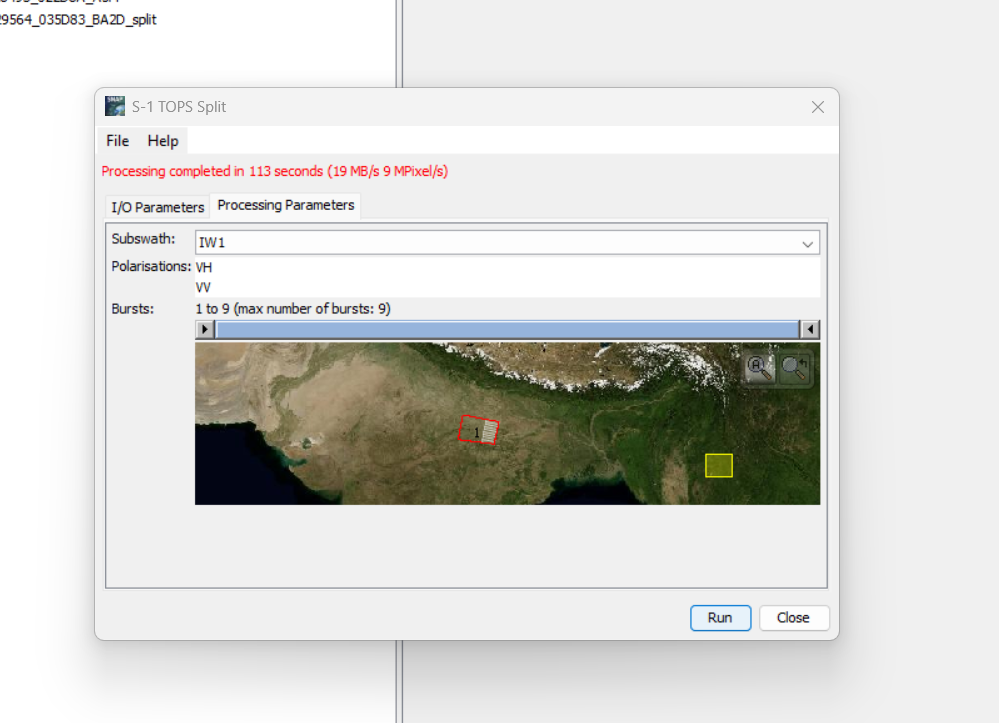 29564_035D83_BA2D_split
S-1 TOPS Split
File Help
Processing completed in 113 seconds (19 MB/s 9 MPixel/s)
I/O Parameters Processing Parameters
Subswath: IW1
Polarisations: VH
VV
Bursts: 1 to 9 (max number of bursts: 9)
1
Run Close